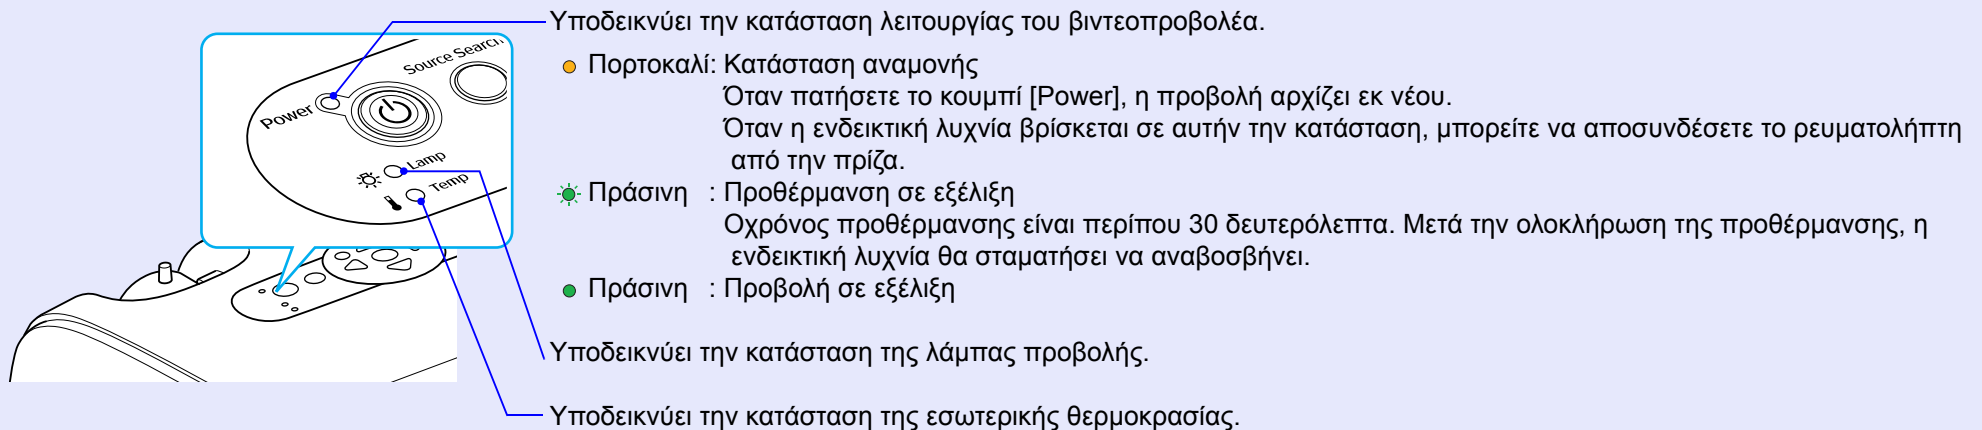 Υποδεικνύει την κατάσταση λειτουργίας του βιντεοπροβολέα.
Source Search
Power
Lamp
Temp
Πορτοκαλί: Κατάσταση αναμονής
Όταν πατήσετε το κουμπί [Power], η προβολή αρχίζει εκ νέου.
Όταν η ενδεικτική λυχνία βρίσκεται σε αυτήν την κατάσταση, μπορείτε να αποσυνδέσετε το ρευματολήπτη
από την πρίζα.
Πράσινη : Προθέρμανση σε εξέλιξη
Οχρόνος προθέρμανσης είναι περίπου 30 δευτερόλεπτα. Μετά την ολοκλήρωση της προθέρμανσης, η
ενδεικτική λυχνία θα σταματήσει να αναβοσβήνει.
Πράσινη : Προβολή σε εξέλιξη
Υποδεικνύει την κατάσταση της λάμπας προβολής.
Υποδεικνύει την κατάσταση της εσωτερικής θερμοκρασίας.